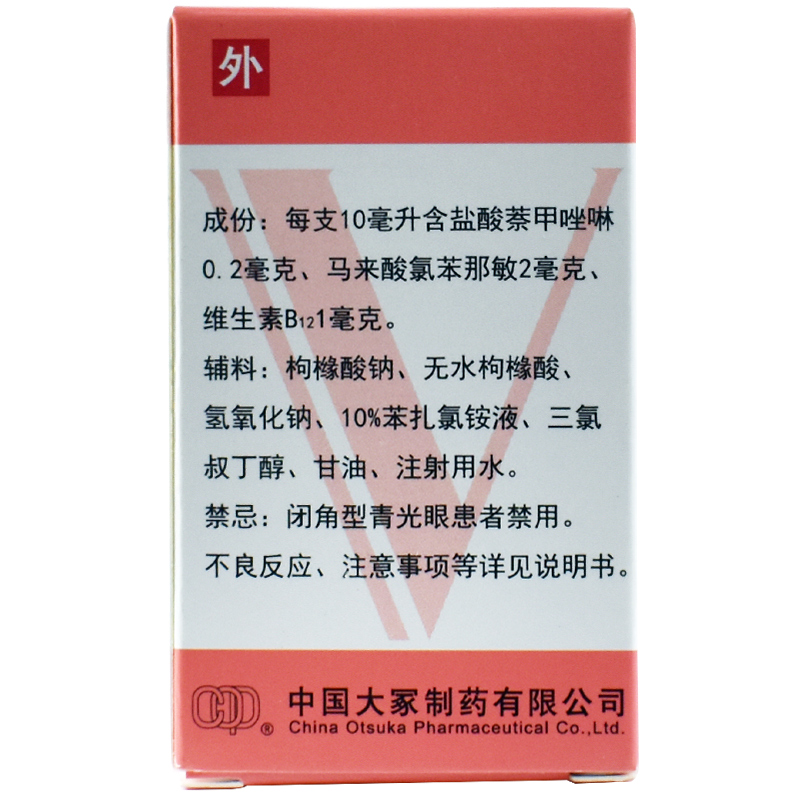 外
成份：每支10毫升含盐酸萘甲唑啉
0.2毫克、马来酸氯苯那敏2毫克、
维生素B₁₂1毫克。
辅料：枸橼酸钠、无水枸橼酸、
氢氧化钠、10%苯扎氯铵液、三氯
叔丁醇、甘油、注射用水。
禁忌：闭角型青光眼患者禁用。
不良反应、注意事项等详见说明书。
中国大冢制药有限公司
® China Otsuka Pharmaceutical Co.,Ltd.